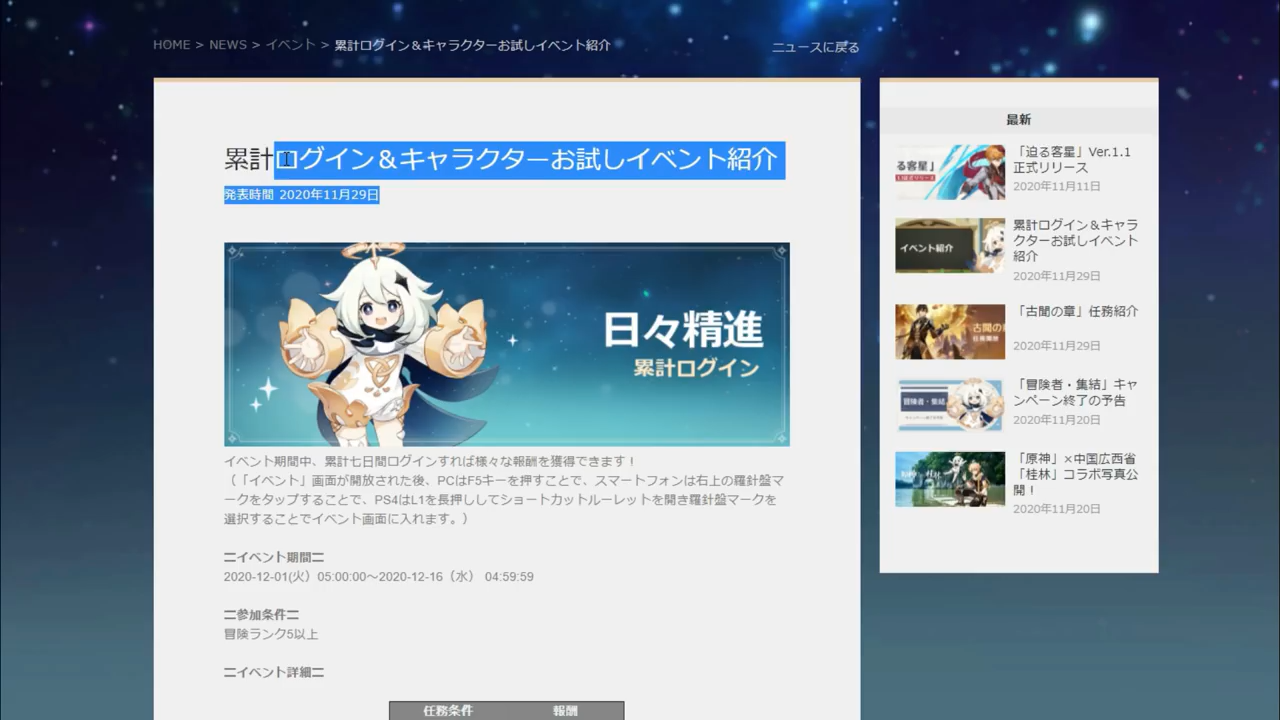 HOME > NEWS > イベント > 累計ログイン＆キャラクターお試しイベント紹介
ニュースに戻る
累計ログイン＆キャラクターお試しイベント紹介
発表時間 2020年11月29日
日々精進
累計ログイン
イベント期間中、累計七日間ログインすれば様々な報酬を獲得できます！
（「イベント」画面が開放された後、PCはF5キーを押すことで、スマートフォンは右上の羅針盤マ
ークをタップすることで、PS4はL1を長押ししてショートカットルーレットを開き羅針盤マークを
選択することでイベント画面に入れます。）
二イベント期間二
2020-12-01(火）05:00:00～2020-12-16（水） 04:59:59
二参加条件二
冒険ランク5以上
二イベント詳細二
任務条件 報酬
最新
る客星」
「迫る客星」Ver.1.1
正式リリース
2020年11月11日
イベント紹介
累計ログイン＆キャラ
クターお試しイベント
紹介
2020年11月29日
古聞の
「古聞の章」任務紹介
2020年11月29日
冒険者・集結
「冒険者・集結」キャ
ンペーン終了の予告
2020年11月20日
「原神」×中国広西省
「桂林」コラボ写真公
開！
2020年11月20日